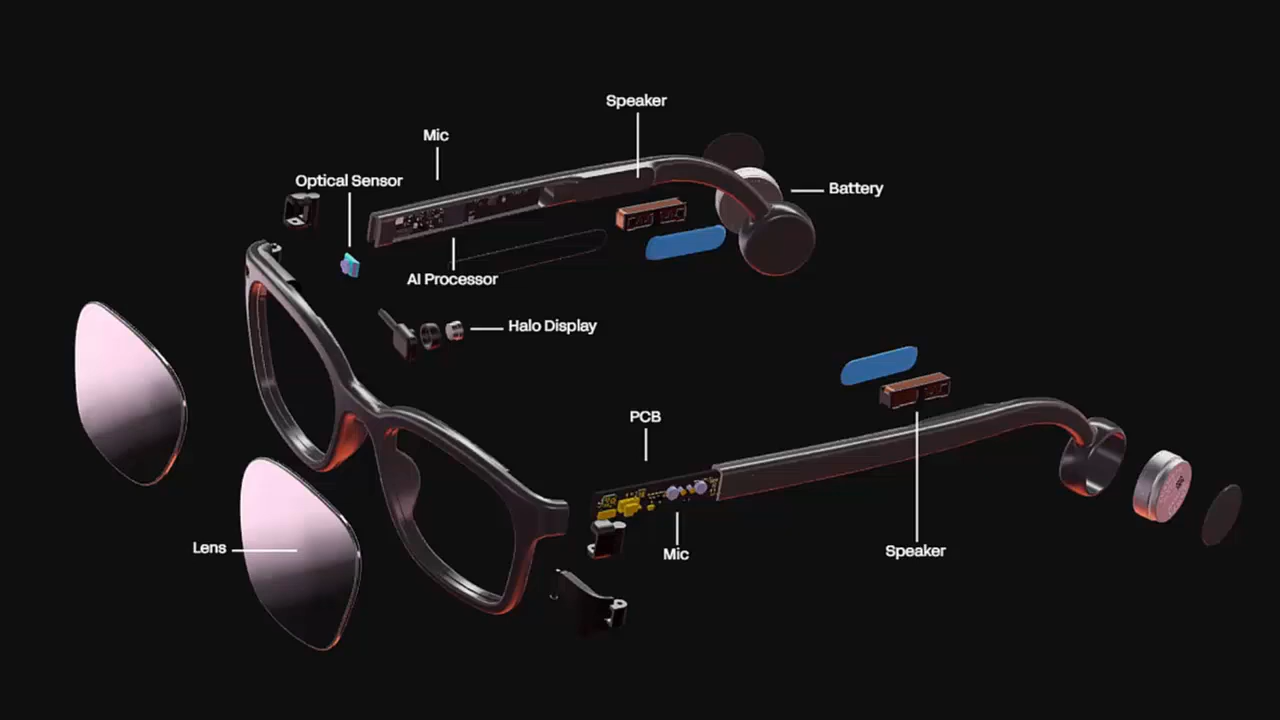 Speaker
Mic
Optical Sensor
Battery
AI Processor
Halo Display
PCB
Lens
Mic
Speaker